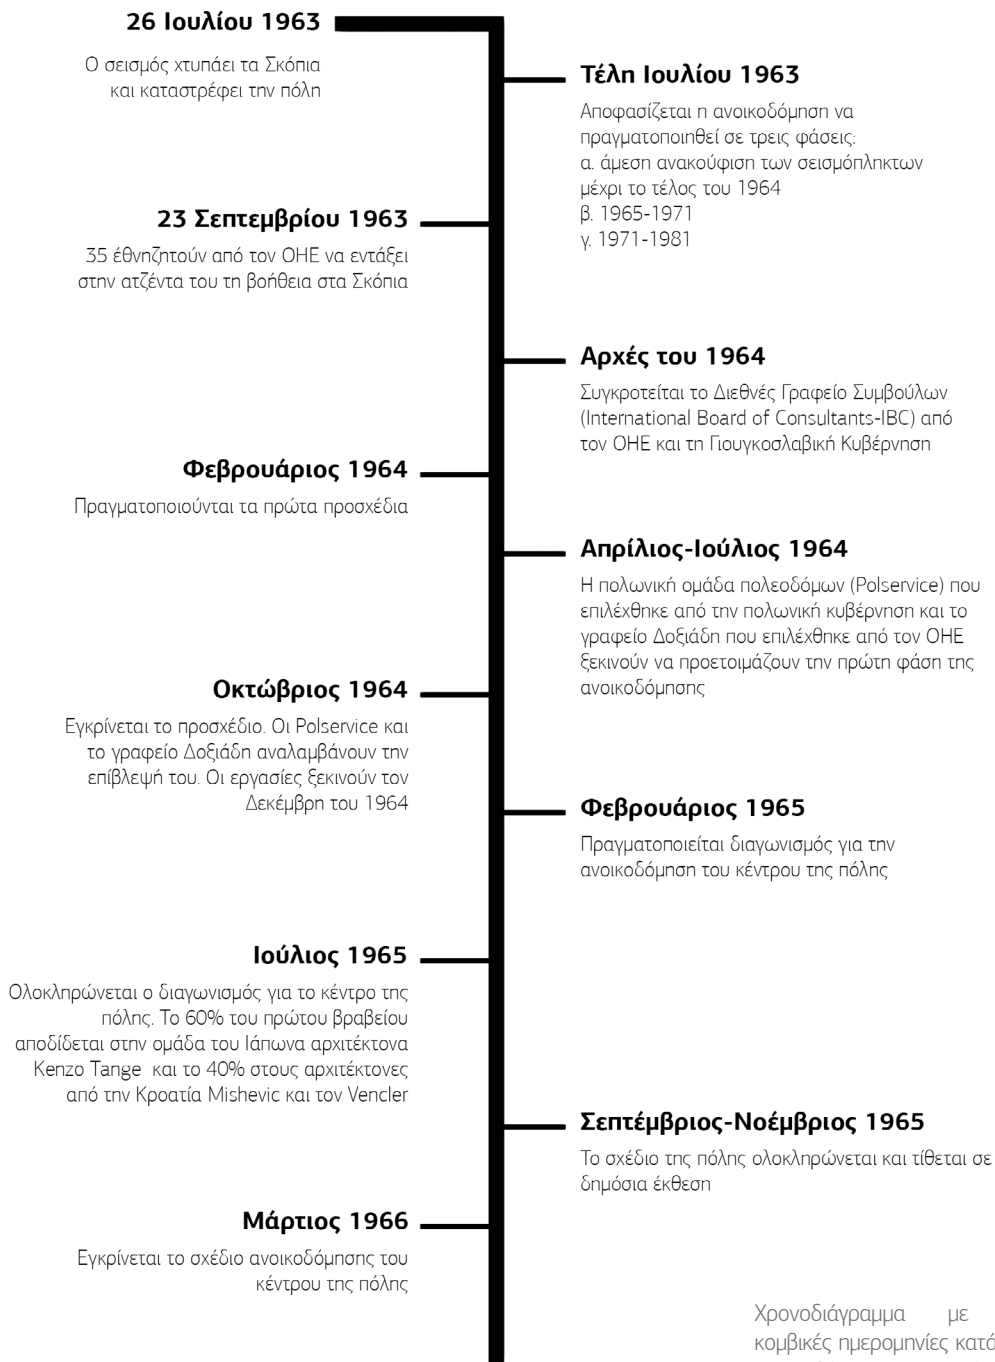 26 Ιουλίου 1963
Ο σεισμός χτυπάει τα Σκόπια
και καταστρέφει την πόλη
Τέλη Ιουλίου 1963
Αποφασίζεται η ανοικοδόμηση να
πραγματοποιηθεί σε τρεις φάσεις:
α. άμεση ανακούφιση των σεισμόπληκτων
μέχρι το τέλος του 1964
β. 1965-1971
γ. 1971-1981
23 Σεπτεμβρίου 1963
35 έθνηζητούν από τον ΟΗΕ να εντάξει
στην ατζέντα του τη βοήθεια στα Σκόπια
Αρχές του 1964
Συγκροτείται το Διεθνές Γραφείο Συμβούλων
(International Board of Consultants-IBC) από
τον ΟΗΕ και τη Γιουγκοσλαβική Κυβέρνηση
Φεβρουάριος 1964
Πραγματοποιούνται τα πρώτα προσχέδια
Απρίλιος-Ιούλιος 1964
Η πολωνική ομάδα πολεοδόμων (Polservice) που
επιλέχθηκε από την πολωνική κυβέρνηση και το
γραφείο Δοξιάδη που επιλέχθηκε από τον ΟΗΕ
ξεκινούν να προετοιμάζουν την πρώτη φάση της
ανοικοδόμησης
Οκτώβριος 1964
Εγκρίνεται το προσχέδιο. Οι Polservice και
το γραφείο Δοξιάδη αναλαμβάνουν την
επίβλεψή του. Οι εργασίες ξεκινούν τον
Δεκέμβρη του 1964
Φεβρουάριος 1965
Πραγματοποιείται διαγωνισμός για την
ανοικοδόμηση του κέντρου της πόλης
Ιούλιος 1965
Ολοκληρώνεται ο διαγωνισμός για το κέντρο της
πόλης. Το 60% του πρώτου βραβείου
αποδίδεται στην ομάδα του Ιάπωνα αρχιτέκτονα
Kenzo Tange και το 40% στους αρχιτέκτονες
από την Κροατία Mishevic και τον Vencler
Σεπτέμβριος-Νοέμβριος 1965
Το σχέδιο της πόλης ολοκληρώνεται και τίθεται σε
δημόσια έκθεση
Μάρτιος 1966
Εγκρίνεται το σχέδιο ανοικοδόμησης του
κέντρου της πόλης
Χρονοδιάγραμμα με
κομβικές ημερομηνίες κατά